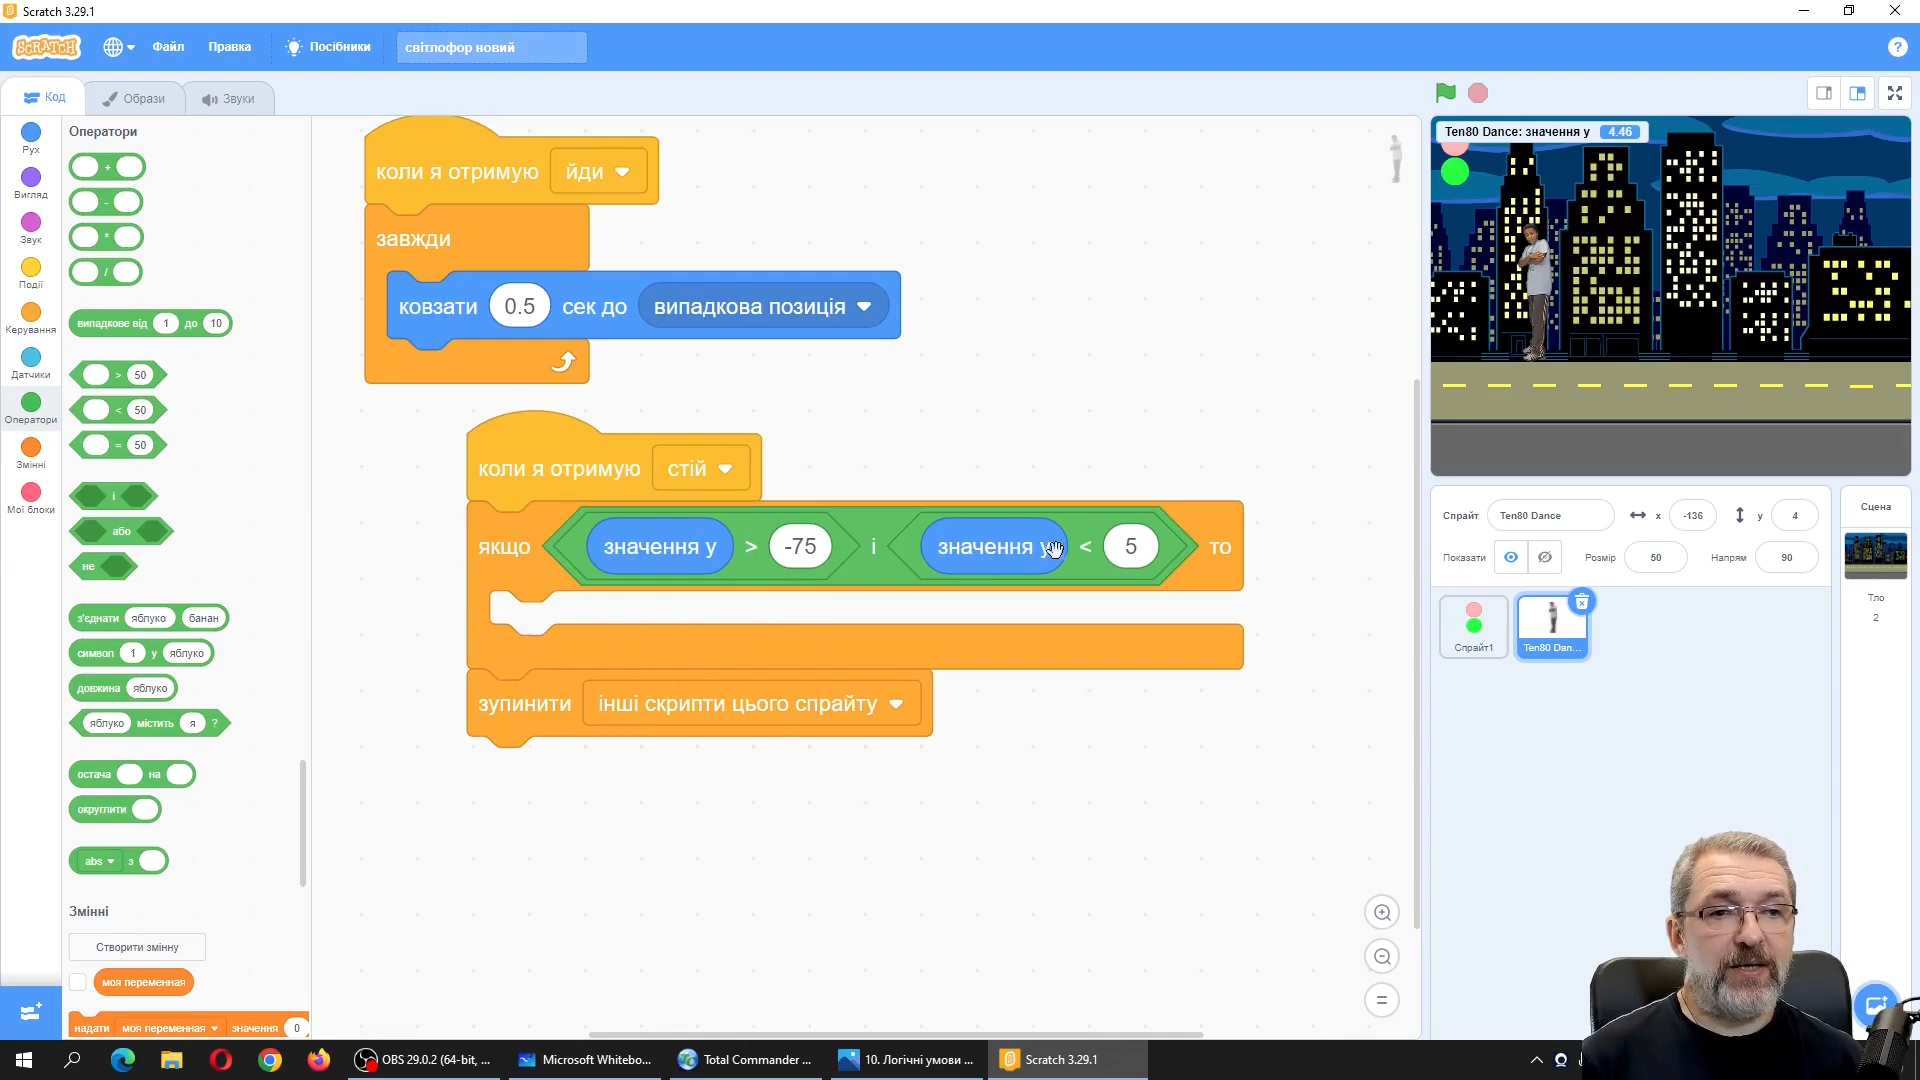 Scratch 3.29.1
SCRATCH
Файл
Правка
Посібники
світлофор новий
?
Код
Образи
Звуки
Рух
Вигляд
Звук
Події
Керування
Датчики
Оператори
Змінні
Мої блоки
Оператори
+
-
*
/
випадкове від 1 до 10
> 50
< 50
= 50
і
або
не
з'єднати яблуко банан
символ 1 у яблуко
довжина яблуко
яблуко містить я ?
остача на
округлити
abs з
Змінні
Створити змінну
моя переменная
надати моя переменная значення 0
коли я отримую йди
завжди
ковзати 0.5 сек до випадкова позиція
коли я отримую стій
якщо значення y > -75 і значення y < 5 то
зупинити інші скрипти цього спрайту
Ten80 Dance: значення y 4.46
Спрайт Ten80 Dance x -136 y 4
Показати Розмір 50 Напрям 90
Спрайт1
Ten80 Dan...
Сцена
Тло
2
OBS 29.0.2 (64-bit, ...
Microsoft Whitebo...
Total Commander ...
10. Логічні умови ...
Scratch 3.29.1